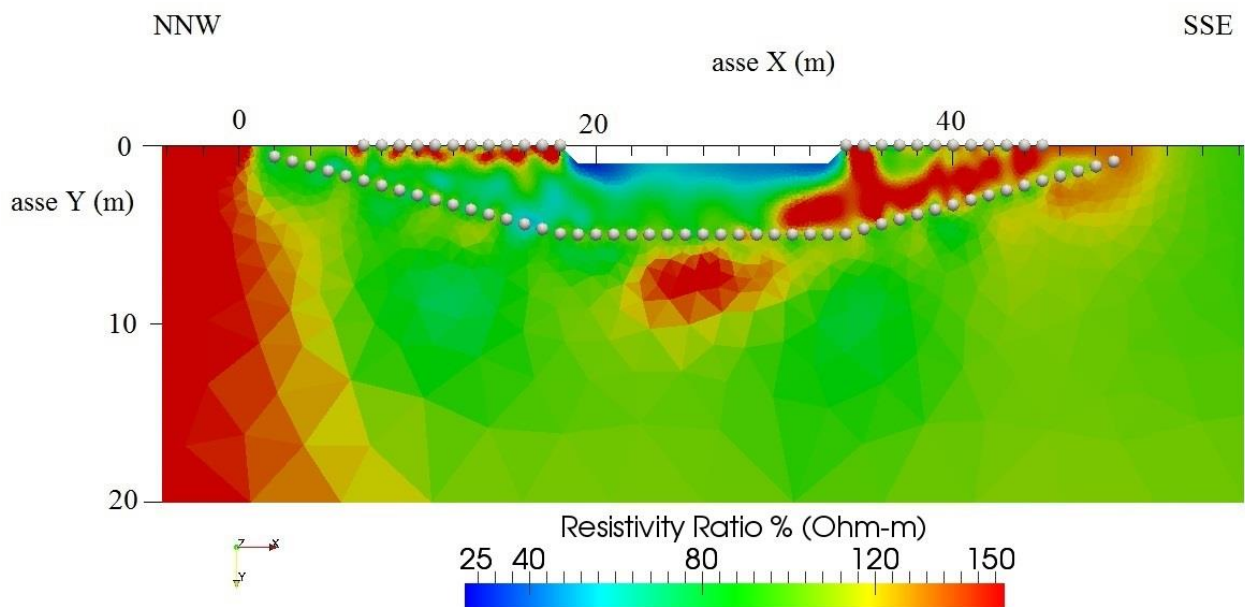 NNW SSE
asse X (m)
0 20 40
0
asse Y (m)
10
20
Resistivity Ratio % (Ohm-m)
Z X
Y
25 40 80 120 150